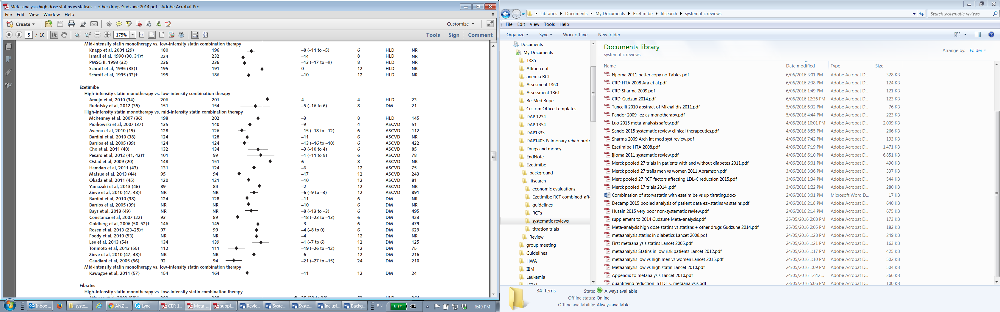 Meta-analysis high dose statins vs statisns + other drugs Gudzune 2014.pdf - Adobe Acrobat Pro
File Edit View Window Help
Create Customize
5 / 10 175% Tools Sign Comment
Mid-intensity statin monotherapy vs. low-intensity statin combination therapy
Knapp et al, 2001 (29) 180 196 –8 (–11 to –5) 6 HLD NR
Ismail et al, 1990 (30, 31)† 224 232 –14 8 HLD NR
PMSG II, 1993 (32) 236 236 –13 (–17 to –9) 8 HLD NR
Schrott et al, 1995 (33)† 195 191 0 12 HLD NR
Schrott et al, 1995 (33)† 195 186 –10 12 HLD NR
Ezetimibe
High-intensity statin monotherapy vs. low-intensity combination therapy
Araujo et al, 2010 (34) 206 201 4 4 HLD 23
Rudofsky et al, 2012 (35) 151 154 –5 (–16 to 6) 8 DM 21
High-intensity statin monotherapy vs. mid-intensity statin combination therapy
McKenney et al, 2007 (36) 198 202 –3 8 HLD 145
Piorkowski et al, 2007 (37) 135 140 –9 4 ASCVD 51
Averna et al, 2010 (19) 128 126 –15 (–18 to –12) 6 ASCVD 112
Bardini et al, 2010 (38) 124 128 –11 6 ASCVD NR
Barrios et al, 2005 (39) 124 124 –13 (–16 to –10) 6 ASCVD 422
Cho et al, 2011 (40) 132 134 –3 (–10 to 4) 6 ASCVD 85
Pesaro et al, 2012 (41, 42)† 101 99 –1 (–11 to 9) 6 ASCVD 78
Ostad et al, 2009 (20) 148 151 6 8 ASCVD NR
Hamdan et al, 2011 (43) 131 124 –6 12 ASCVD 75
Matsue et al, 2013 (44) 95 94 –17 12 ASCVD 243
Okada et al, 2011 (45) 120 121 –10 12 ASCVD 81
Yamazaki et al, 2013 (46) 89 84 –2 12 ASCVD NR
Zieve et al, 2010 (47, 48)† NR NR –6 (–9 to –3) 12 ASCVD 891
Bardini et al, 2010 (38) 124 128 –11 6 DM NR
Barrios et al, 2005 (39) NR NR –10 6 DM NR
Bays et al, 2013 (49) NR NR –8 (–13 to –3) 6 DM 495
Constance et al, 2007 (22) 93 89 –18 (–23 to –13) 6 DM 423
Goldberg et al, 2006 (50–52)† 146 145 –3 6 DM 479
Rosen et al, 2013 (23–25)† 97 99 –4 (–8 to 0) 6 DM 629
Foody et al, 2010 (53) NR NR –4 12 DM NR
Lee et al, 2013 (54) 134 139 –1 (–7 to 6) 12 DM 125
Torimoto et al, 2013 (55) 112 111 –19 (–26 to –12) 12 DM 75
Zieve et al, 2010 (47, 48)† NR NR –6 12 DM 216
Gaudiani et al, 2005 (56) 92 94 –21 (–27 to –15) 24 DM 210
Mid-intensity statin monotherapy vs. low-intensity statin combination therapy
Kawagoe et al, 2011 (57) 154 164 –11 12 DM 24
Fibrates
High-intensity statin monotherapy vs. low-intensity statin combination therapy
Inbox ... syste... ANZ ... Lync CER 1... Meta-... suppl... Revie... Syste... Syste... Inclusi... Backg... EN 99% 6:49 PM
Libraries Documents My Documents Ezetimibe litsearch systematic reviews Search systematic reviews
File Edit View Tools Help
Organize Sync Work offline New folder
Documents
My Documents
1385
Aflibercept
anemia RCT
Assesment 1360
Assessment 1361
BesMed Bupe
Custom Office Templates
DAP 1234
DAP 1354
DAP1335
DAP1405 Palmonary rehab proto
Drugs and money
EndNote
Ezetimibe
background
litsearch
economic evaluations
Ezetimibe RCT combined_afte
guidelines
RCTs
systematic reviews
titration trials
Review
group meeting
Guidelines
HWA
IBM
Leukemia
LSTM
Documents library
systematic reviews
Arrange by: Folder
Name Date modified Type Size
Njioma 2011 better copy no Tables.pdf 6/06/2016 3:01 PM Adobe Acrobat D... 328 KB
CRD HTA 2008 Ara et al.pdf 6/06/2016 2:38 PM Adobe Acrobat D... 124 KB
CRD Sharma 2009.pdf 6/06/2016 1:49 PM Adobe Acrobat D... 121 KB
CRD_Gudzun 2014.pdf 6/06/2016 12:36 PM Adobe Acrobat D... 123 KB
Tuncelli 2010 abstract of Mikhalidis 2011.pdf 5/06/2016 6:32 PM Adobe Acrobat D... 76 KB
Pandor 2009- ez as monotherapy.pdf 5/06/2016 4:44 PM Adobe Acrobat D... 223 KB
Luo 2015 meta-analysis safety.pdf 4/06/2016 10:01 PM Adobe Acrobat D... 2,009 KB
Sando 2015 systematic review clinical therapeutics.pdf 4/06/2016 8:55 PM Adobe Acrobat D... 266 KB
Sharma 2009 Arch Int med syst review.pdf 4/06/2016 7:42 PM Adobe Acrobat D... 193 KB
Ezetimibe HTA 2008.pdf 4/06/2016 7:19 PM Adobe Acrobat D... 1,471 KB
Ijioma 2011 systematic review.pdf 4/06/2016 6:10 PM Adobe Acrobat D... 6,851 KB
Merck pooled 27 trials in patients with and without diabetes 2011.pdf 4/06/2016 6:01 PM Adobe Acrobat D... 490 KB
Merck pooled 27 trails men vs women 2011 Abramson.pdf 3/06/2016 3:36 PM Adobe Acrobat D... 337 KB
Merc pooled 27 RCT factors affecting LDL-C reduction 2015.pdf 3/06/2016 1:34 PM Adobe Acrobat D... 544 KB
Merck pooled 17 trials 2014 .pdf 3/06/2016 1:22 PM Adobe Acrobat D... 280 KB
Combination of atorvastatin with ezetimibe vs up titrating.docx 2/06/2016 3:01 PM Microsoft Word D... 17 KB
Decamp 2015 pooled analysis of patient data ez+statins vs statins.pdf 2/06/2016 2:18 PM Adobe Acrobat D... 640 KB
Husain 2015 very poor non-systematic review.pdf 2/06/2016 2:14 PM Adobe Acrobat D... 675 KB
supplement to 2014 Gudzune Meta-analysis.pdf 25/05/2016 2:08 PM Adobe Acrobat D... 173 KB
Meta-analysis high dose statins vs statisns + other drugs Gudzune 2014.pdf 25/05/2016 2:05 PM Adobe Acrobat D... 182 KB
metaanalysis statins in diabetics Lancet 2008.pdf 24/05/2016 1:28 PM Adobe Acrobat D... 249 KB
First metaanalysis statins Lancet 2005.pdf 24/05/2016 1:21 PM Adobe Acrobat D... 163 KB
metaanalysis Statins in low risk patients Lancet 2012.pdf 24/05/2016 1:17 PM Adobe Acrobat D... 425 KB
metaanalysis low vs high men vs women Lancet 2015.pdf 24/05/2016 1:10 PM Adobe Acrobat D... 502 KB
Metaanalysis low vs high statin Lancet 2010.pdf 24/05/2016 1:09 PM Adobe Acrobat D... 504 KB
Appendix to metanalysis Lancet 2010.pdf 24/05/2016 12:42 ... Adobe Acrobat D... 366 KB
quantifying reduction in LDL C metaanalysis.pdf 23/05/2016 5:06 PM Adobe Acrobat D... 100 KB
34 items State: Always available
Offline status: Online
Offline availability: Always available